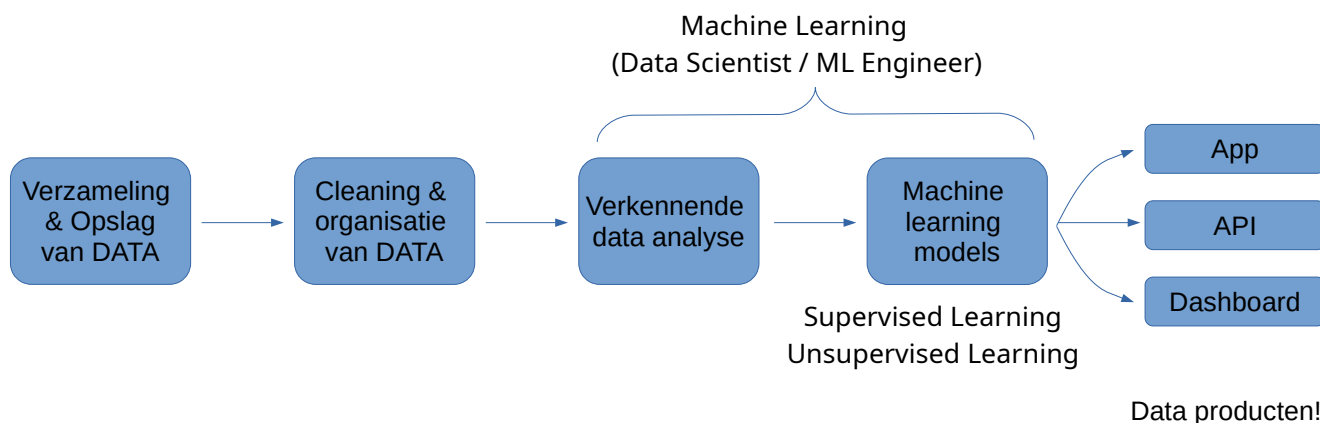 Machine Learning
(Data Scientist / ML Engineer)
Verzameling
& Opslag
van DATA
Cleaning &
organisatie
van DATA
Verkennende
data analyse
Machine
learning
models
App
API
Dashboard
Supervised Learning
Unsupervised Learning
Data producten!